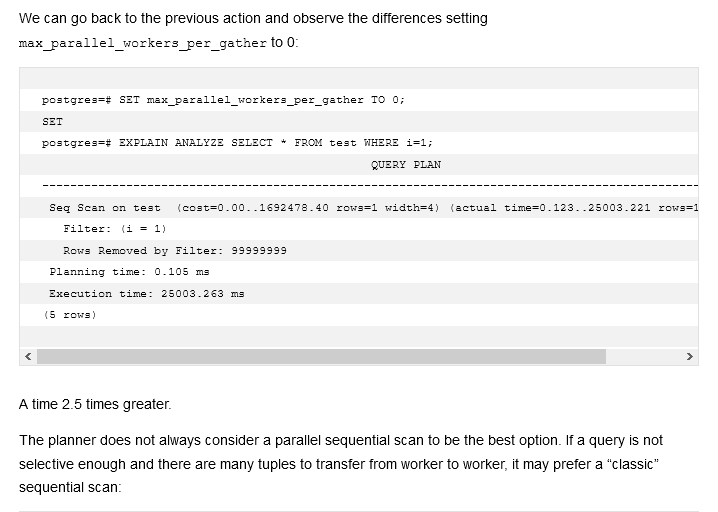 We can go back to the previous action and observe the differences setting
max_parallel_workers_per_gather to 0:
postgres=# SET max_parallel_workers_per_gather TO 0;
SET
postgres=# EXPLAIN ANALYZE SELECT * FROM test WHERE i=1;
QUERY PLAN
--------------------------------------------------------------------------------------------------
Seq Scan on test  (cost=0.00..1692478.40 rows=1 width=4) (actual time=0.123..25003.221 rows=1
Filter: (i = 1)
Rows Removed by Filter: 99999999
Planning time: 0.105 ms
Execution time: 25003.263 ms
(5 rows)
A time 2.5 times greater.
The planner does not always consider a parallel sequential scan to be the best option. If a query is not
selective enough and there are many tuples to transfer from worker to worker, it may prefer a “classic”
sequential scan: